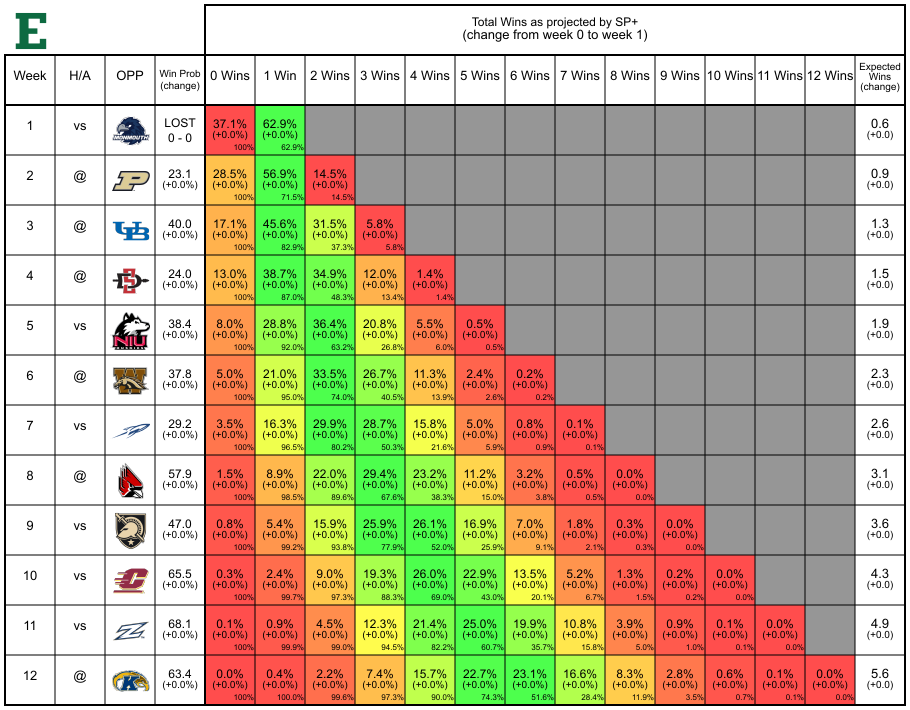 E
Total Wins as projected by SP+
(change from week 0 to week 1)
Week H/A OPP Win Prob (change) 0 Wins 1 Win 2 Wins 3 Wins 4 Wins 5 Wins 6 Wins 7 Wins 8 Wins 9 Wins 10 Wins 11 Wins 12 Wins Expected Wins (change)
1 vs MONMOUTH LOST 37.1% 62.9% 0.6
0 - 0 (+0.0%) (+0.0%) (+0.0)
100% 62.9%
2 @ P 23.1 28.5% 56.9% 14.5% 0.9
(+0.0%) (+0.0%) (+0.0%) (+0.0%) (+0.0)
100% 71.5% 14.5%
3 @ UB 40.0 17.1% 45.6% 31.5% 5.8% 1.3
(+0.0%) (+0.0%) (+0.0%) (+0.0%) (+0.0%) (+0.0)
100% 82.9% 37.3% 5.8%
4 @ SD 24.0 13.0% 38.7% 34.9% 12.0% 1.4% 1.5
(+0.0%) (+0.0%) (+0.0%) (+0.0%) (+0.0%) (+0.0%) (+0.0)
100% 87.0% 48.3% 13.4% 1.4%
5 vs NIU 38.4 8.0% 28.8% 36.4% 20.8% 5.5% 0.5% 1.9
(+0.0%) (+0.0%) (+0.0%) (+0.0%) (+0.0%) (+0.0%) (+0.0%) (+0.0)
100% 92.0% 63.2% 26.8% 6.0% 0.5%
6 @ W 37.8 5.0% 21.0% 33.5% 26.7% 11.3% 2.4% 0.2% 2.3
(+0.0%) (+0.0%) (+0.0%) (+0.0%) (+0.0%) (+0.0%) (+0.0%) (+0.0%) (+0.0)
100% 95.0% 74.0% 40.5% 13.9% 2.6% 0.2%
7 vs 29.2 3.5% 16.3% 29.9% 28.7% 15.8% 5.0% 0.8% 0.1% 2.6
(+0.0%) (+0.0%) (+0.0%) (+0.0%) (+0.0%) (+0.0%) (+0.0%) (+0.0%) (+0.0%) (+0.0)
100% 96.5% 80.2% 50.3% 21.6% 5.9% 0.9% 0.1%
8 @ 57.9 1.5% 8.9% 22.0% 29.4% 23.2% 11.2% 3.2% 0.5% 0.0% 3.1
(+0.0%) (+0.0%) (+0.0%) (+0.0%) (+0.0%) (+0.0%) (+0.0%) (+0.0%) (+0.0%) (+0.0%) (+0.0)
100% 98.5% 89.6% 67.6% 38.3% 15.0% 3.8% 0.5% 0.0%
9 vs 47.0 0.8% 5.4% 15.9% 25.9% 26.1% 16.9% 7.0% 1.8% 0.3% 0.0% 3.6
(+0.0%) (+0.0%) (+0.0%) (+0.0%) (+0.0%) (+0.0%) (+0.0%) (+0.0%) (+0.0%) (+0.0%) (+0.0%) (+0.0)
100% 99.2% 93.8% 77.9% 52.0% 25.9% 9.1% 2.1% 0.3% 0.0%
10 vs C 65.5 0.3% 2.4% 9.0% 19.3% 26.0% 22.9% 13.5% 5.2% 1.3% 0.2% 0.0% 4.3
(+0.0%) (+0.0%) (+0.0%) (+0.0%) (+0.0%) (+0.0%) (+0.0%) (+0.0%) (+0.0%) (+0.0%) (+0.0%) (+0.0%) (+0.0)
100% 99.7% 97.3% 88.3% 69.0% 43.0% 20.1% 6.7% 1.5% 0.2% 0.0%
11 vs Z 68.1 0.1% 0.9% 4.5% 12.3% 21.4% 25.0% 19.9% 10.8% 3.9% 0.9% 0.1% 0.0% 4.9
(+0.0%) (+0.0%) (+0.0%) (+0.0%) (+0.0%) (+0.0%) (+0.0%) (+0.0%) (+0.0%) (+0.0%) (+0.0%) (+0.0%) (+0.0%) (+0.0)
100% 99.9% 99.0% 94.5% 82.2% 60.7% 35.7% 15.8% 5.0% 1.0% 0.1% 0.0%
12 @ K 63.4 0.0% 0.4% 2.2% 7.4% 15.7% 22.7% 23.1% 16.6% 8.3% 2.8% 0.6% 0.1% 0.0% 5.6
(+0.0%) (+0.0%) (+0.0%) (+0.0%) (+0.0%) (+0.0%) (+0.0%) (+0.0%) (+0.0%) (+0.0%) (+0.0%) (+0.0%) (+0.0%) (+0.0%) (+0.0)
100% 100.0% 99.6% 97.3% 90.0% 74.3% 51.6% 28.4% 11.9% 3.5% 0.7% 0.1% 0.0%